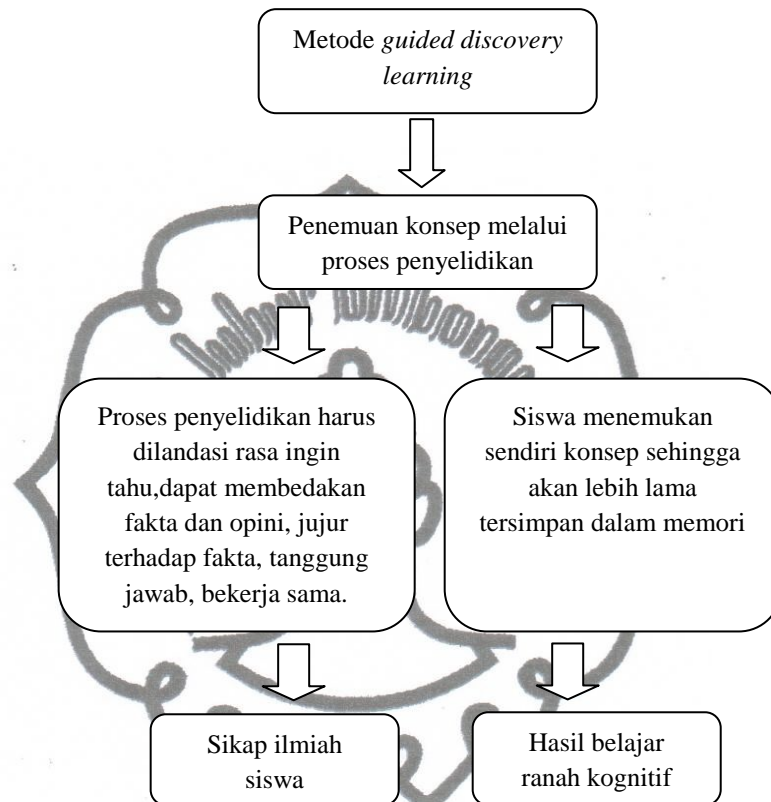 Metode guided discovery
learning
Penemuan konsep melalui
proses penyelidikan
Proses penyelidikan harus
dilandasi rasa ingin
tahu,dapat membedakan
fakta dan opini, jujur
terhadap fakta, tanggung
jawab, bekerja sama.
Siswa menemukan
sendiri konsep sehingga
akan lebih lama
tersimpan dalam memori
Sikap ilmiah
siswa
Hasil belajar
ranah kognitif